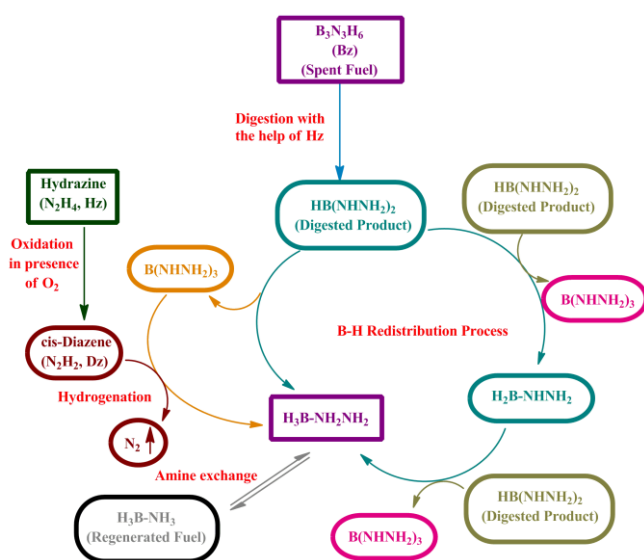 B₃N₃H₆
(Bz)
(Spent Fuel)
Digestion with
the help of Hz
Hydrazine
(N₂H₄, Hz)
HB(NHNH₂)₂
(Digested Product)
HB(NHNH₂)₂
(Digested Product)
Oxidation
in presence
of O₂
B(NHNH₂)₃
B(NHNH₂)₃
B-H Redistribution Process
cis-Diazene
(N₂H₂, Dz)
Hydrogenation
H₃B-NH₂NH₂
H₂B-NHNH₂
N₂
Amine exchange
H₃B-NH₃
(Regenerated Fuel)
HB(NHNH₂)₂
(Digested Product)
B(NHNH₂)₃